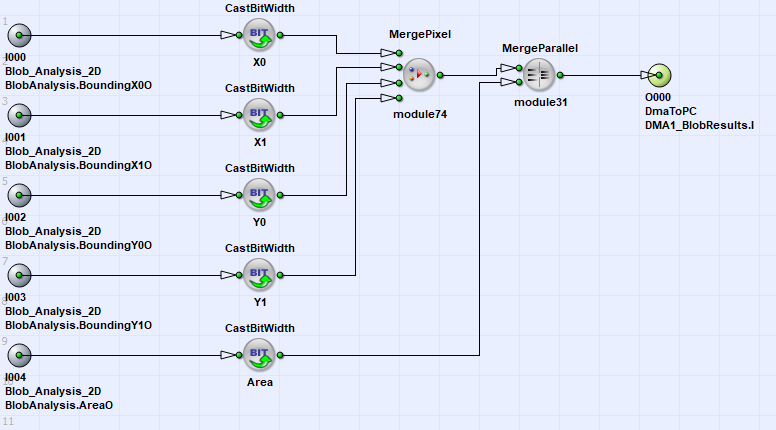 CastBitWidth
1
BIT
MergePixel
I000
X0
MergeParallel
Blob_Analysis_2D
BlobAnalysis.BoundingX0O
CastBitWidth
O000
3
BIT
module31
DmaToPC
I001
module74
DMA1_BlobResults.I
X1
Blob_Analysis_2D
BlobAnalysis.BoundingX1O
CastBitWidth
5
BIT
I002
Y0
Blob_Analysis_2D
BlobAnalysis.BoundingY0O
CastBitWidth
7
BIT
I003
Y1
Blob_Analysis_2D
BlobAnalysis.BoundingY1O
CastBitWidth
9
BIT
I004
Area
Blob_Analysis_2D
BlobAnalysis.AreaO
11